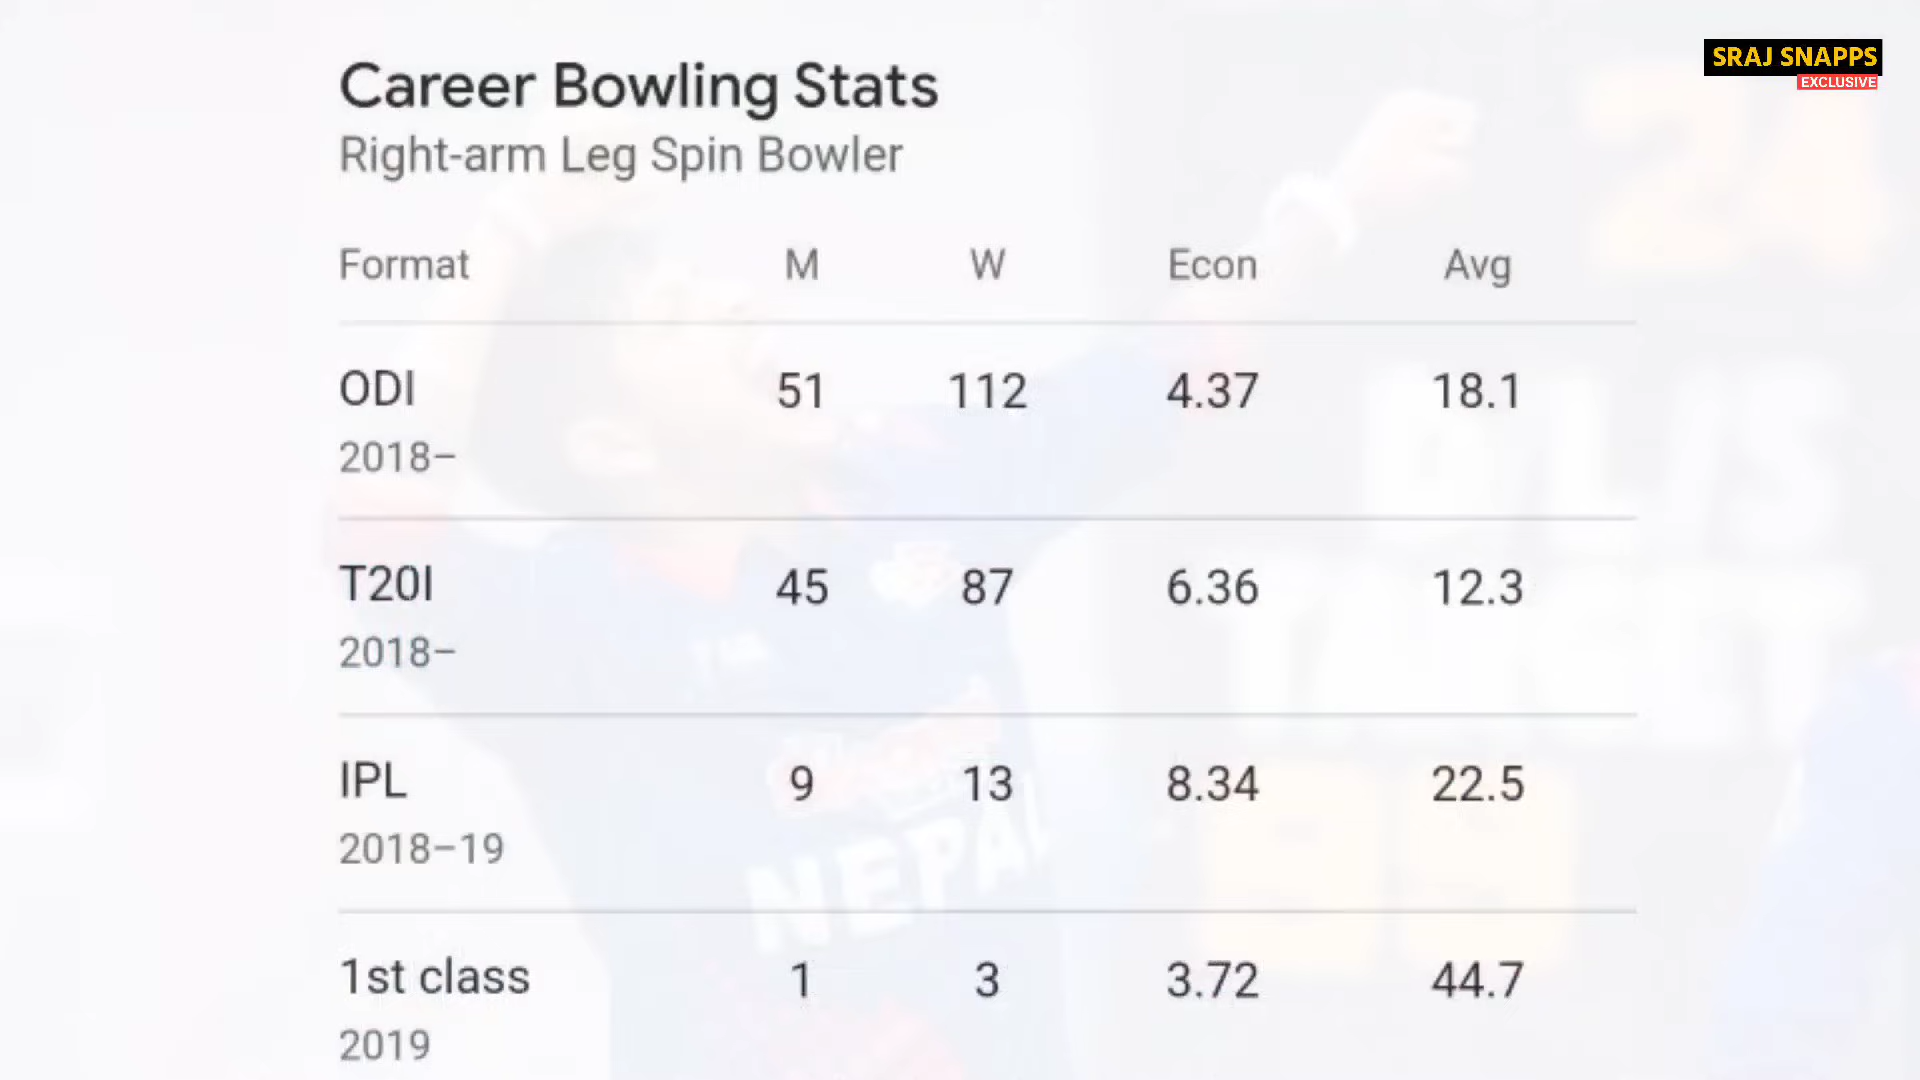 SRAJ SNAPPS
EXCLUSIVE
Career Bowling Stats
Right-arm Leg Spin Bowler
Format M W Econ Avg
ODI 51 112 4.37 18.1
2018–
T20I 45 87 6.36 12.3
2018–
IPL 9 13 8.34 22.5
2018–19
1st class 1 3 3.72 44.7
2019
NEPAL